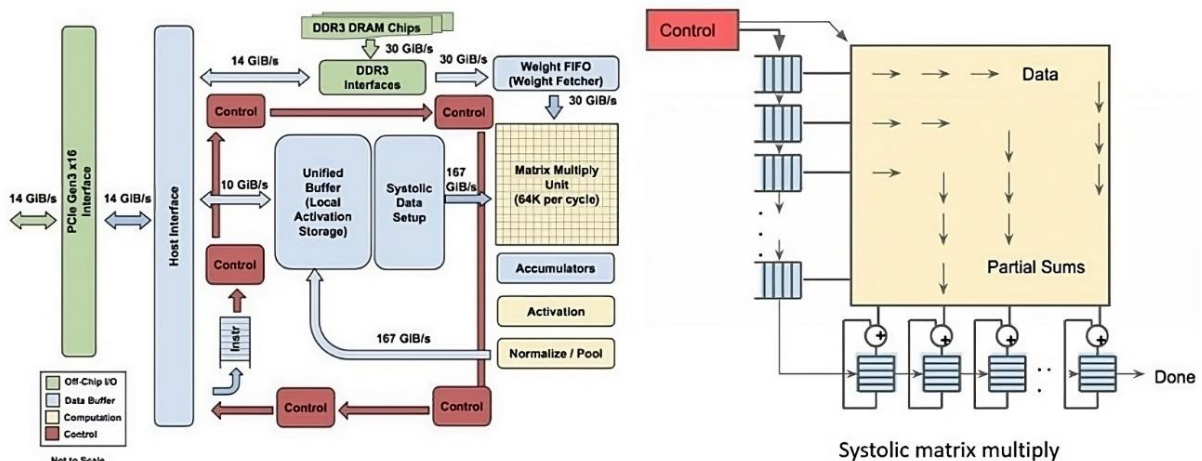 DDR3 DRAM Chips
30 GiB/s
14 GiB/s
DDR3
Interfaces
30 GiB/s
Weight FIFO
(Weight Fetcher)
30 GiB/s
Control
Control
PCIe Gen3 x16
Interface
14 GiB/s
14 GiB/s
Host Interface
10 GiB/s
Unified
Buffer
(Local
Activation
Storage)
Systolic
Data
Setup
167
GiB/s
Matrix Multiply
Unit
(64K per cycle)
Control
Accumulators
Activation
Normalize / Pool
Instr
167 GiB/s
Control
Control
Off-Chip I/O
Data Buffer
Computation
Control
Not to Scale
Control
Data
Partial Sums
+
+
+
+
Done
Systolic matrix multiply